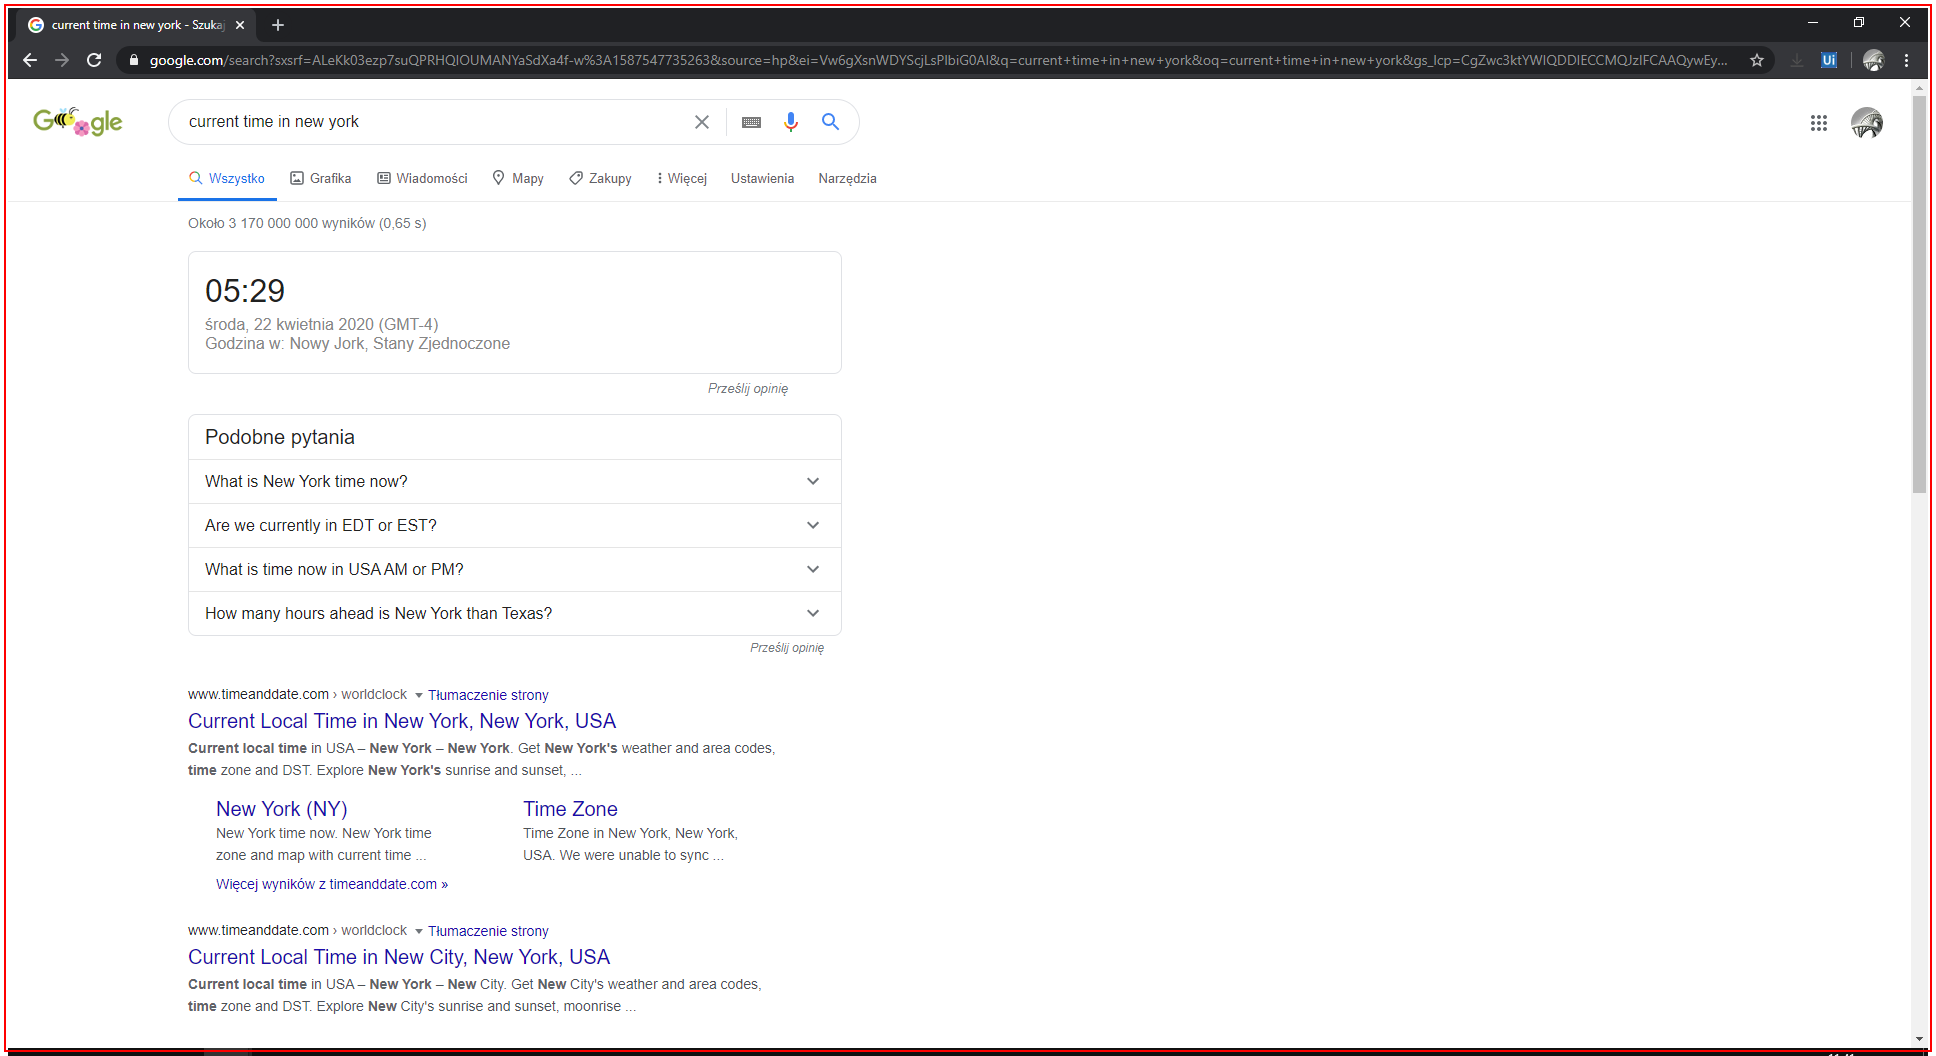 current time in new york - Szukaj
google.com/search?sxsrf=ALeKk03ezp7suQPRHQIOUMANYaSdXa4f-w%3A1587547735263&source=hp&ei=Vw6gXsnWDYScjLsPlbiG0AI&q=current+time+in+new+york&oq=current+time+in+new+york&gs_lcp=CgZwc3ktYWIQDDIECCMQJzIFCAAQywEy...
Ui
Google
current time in new york
Wszystko Grafika Wiadomości Mapy Zakupy Więcej Ustawienia Narzędzia
Około 3 170 000 000 wyników (0,65 s)
05:29
środa, 22 kwietnia 2020 (GMT-4)
Godzina w: Nowy Jork, Stany Zjednoczone
Prześlij opinię
Podobne pytania
What is New York time now?
Are we currently in EDT or EST?
What is time now in USA AM or PM?
How many hours ahead is New York than Texas?
Prześlij opinię
www.timeanddate.com › worldclock Tłumaczenie strony
Current Local Time in New York, New York, USA
Current local time in USA – New York – New York. Get New York's weather and area codes,
time zone and DST. Explore New York's sunrise and sunset, ...
New York (NY)
New York time now. New York time
zone and map with current time ...
Time Zone
Time Zone in New York, New York,
USA. We were unable to sync ...
Więcej wyników z timeanddate.com »
www.timeanddate.com › worldclock Tłumaczenie strony
Current Local Time in New City, New York, USA
Current local time in USA – New York – New City. Get New City's weather and area codes,
time zone and DST. Explore New City's sunrise and sunset, moonrise ...